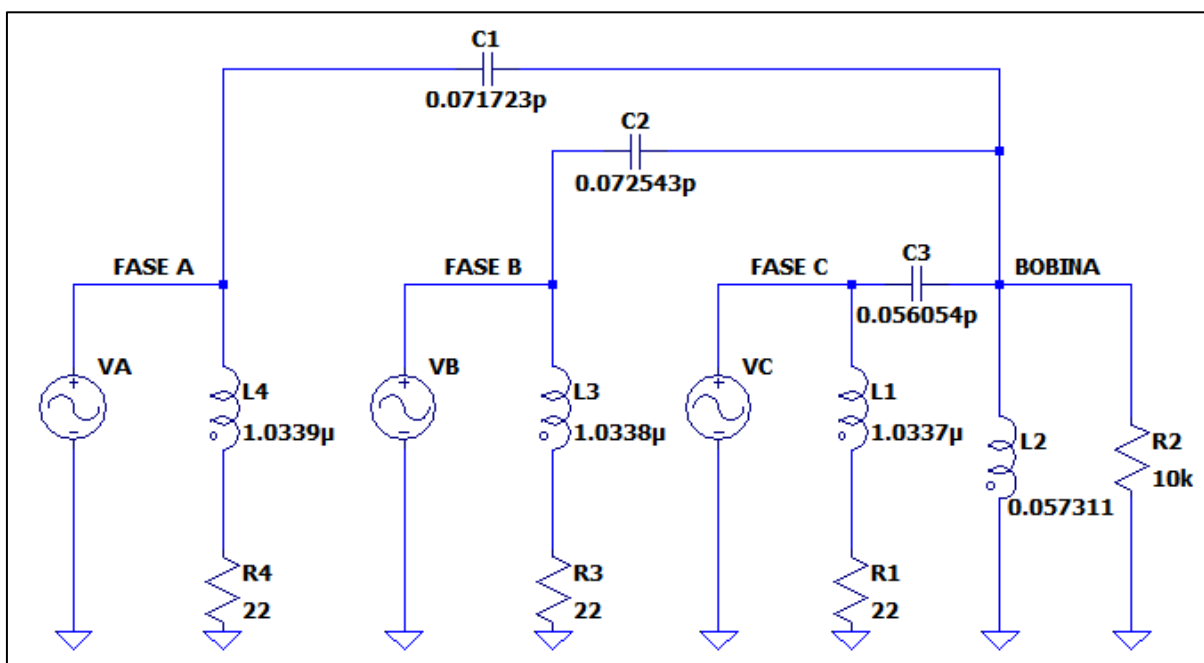 C1
0.071723p
C2
0.072543p
FASE A
FASE B
FASE C
C3
BOBINA
0.056054p
VA
L4
1.0339µ
VB
L3
1.0338µ
VC
L1
1.0337µ
L2
0.057311
R2
10k
R4
22
R3
22
R1
22